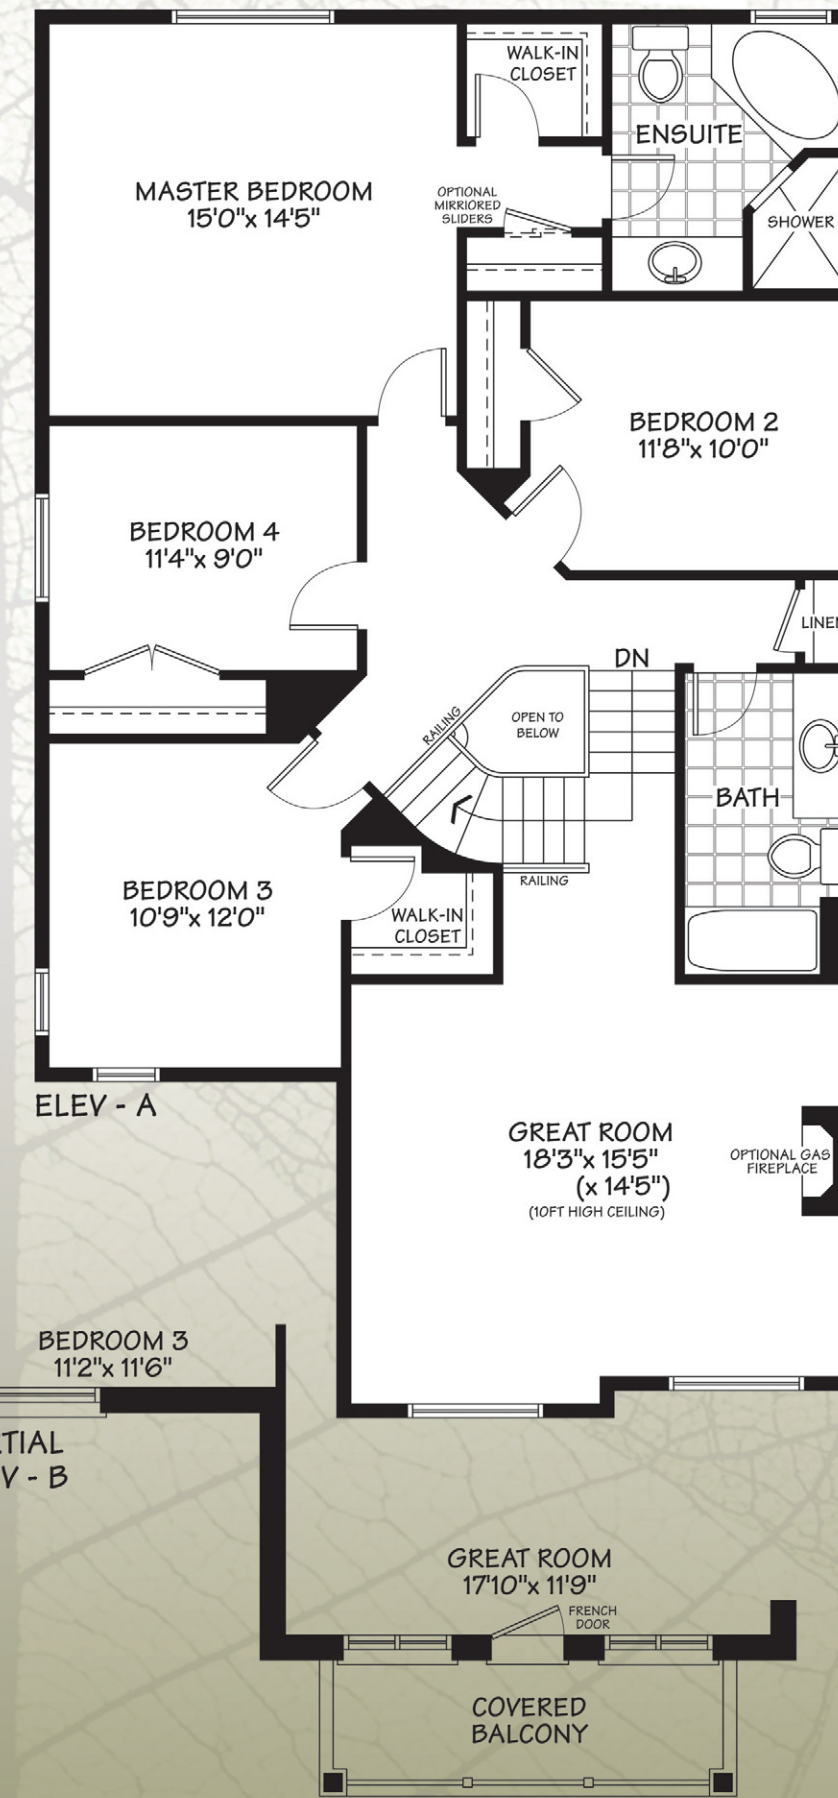 WALK-IN
CLOSET
ENSUITE
MASTER BEDROOM
15'0"x 14'5"
OPTIONAL
MIRRIORED
SLIDERS
SHOWER
BEDROOM 2
11'8"x 10'0"
BEDROOM 4
11'4"x 9'0"
LINEN
DN
RAILING
OPEN TO
BELOW
BATH
RAILING
BEDROOM 3
10'9"x 12'0"
WALK-IN
CLOSET
ELEV - A
GREAT ROOM
18'3"x 15'5"
(x 14'5")
(10FT HIGH CEILING)
OPTIONAL GAS
FIREPLACE
BEDROOM 3
11'2"x 11'6"
TIAL
V - B
GREAT ROOM
17'10"x 11'9"
FRENCH
DOOR
COVERED
BALCONY